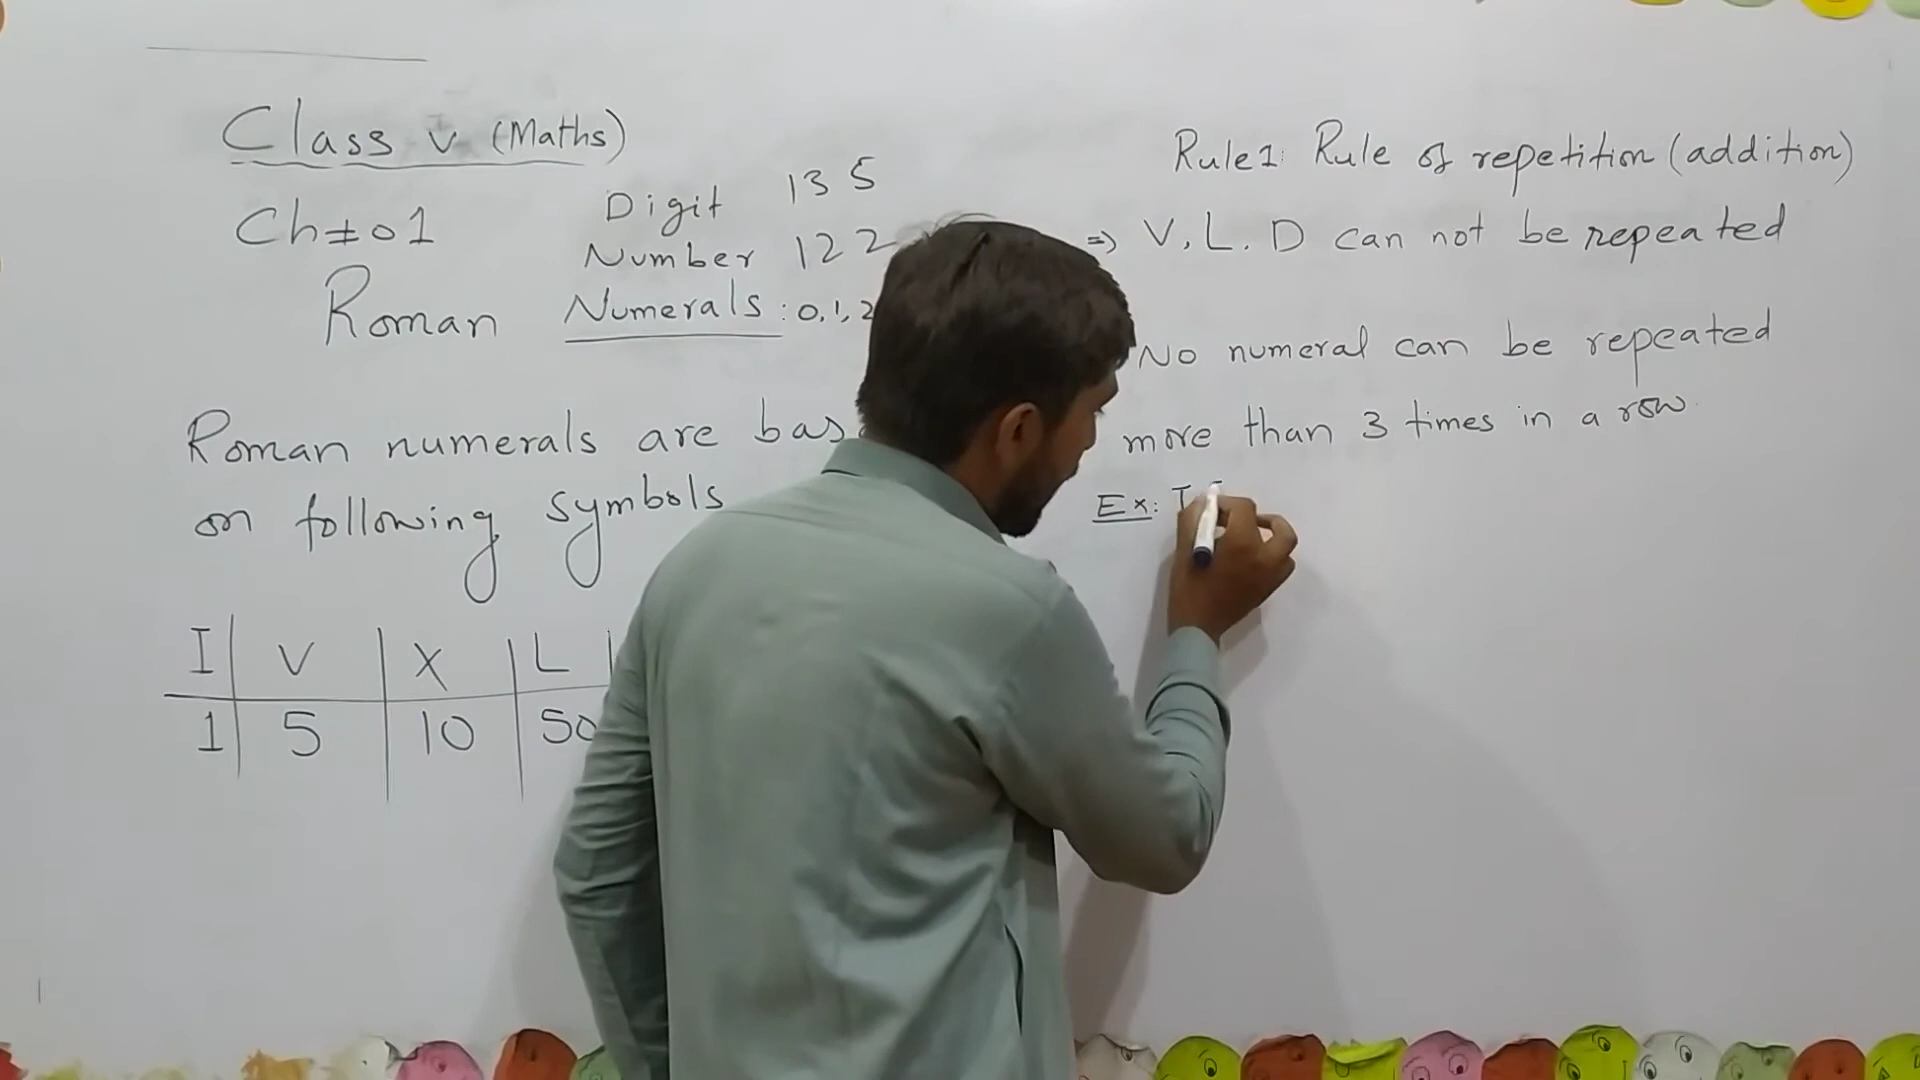 Class V (Maths)
Ch# 01
Roman
Digit 135
Number 122
Numerals: 0,1,2
Roman numerals are bas
on following symbols
I V X L
1 5 10 50
Rule1: Rule of repetition (addition)
⇒ V.L.D can not be repeated
No numeral can be repeated
more than 3 times in a row.
Ex: I